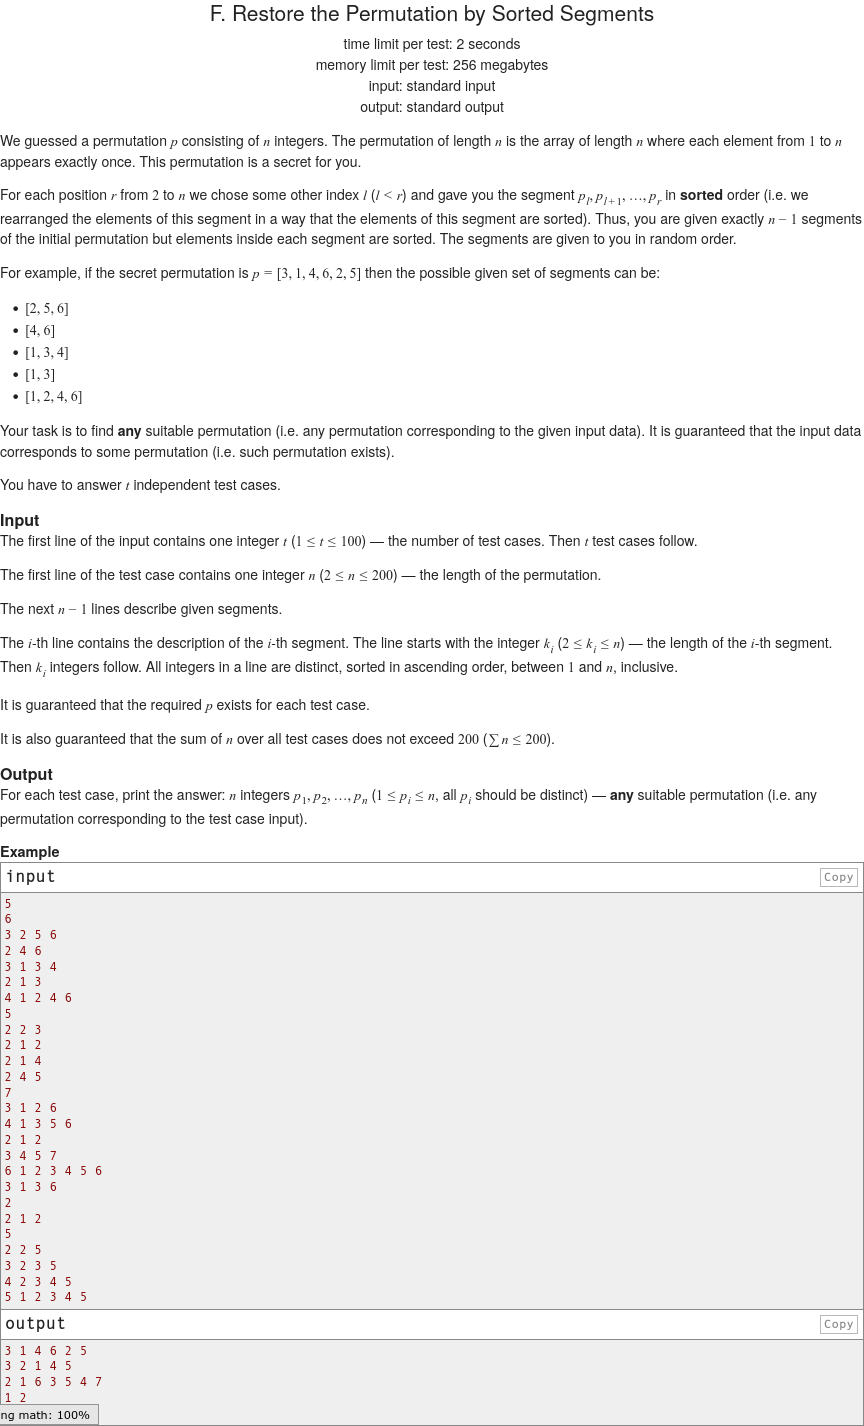 F. Restore the Permutation by Sorted Segments
time limit per test: 2 seconds
memory limit per test: 256 megabytes
input: standard input
output: standard output
We guessed a permutation p consisting of n integers. The permutation of length n is the array of length n where each element from 1 to n
appears exactly once. This permutation is a secret for you.
For each position r from 2 to n we chose some other index l (l < r) and gave you the segment p_l, p_{l+1}, …, p_r in sorted order (i.e. we
rearranged the elements of this segment in a way that the elements of this segment are sorted). Thus, you are given exactly n − 1 segments
of the initial permutation but elements inside each segment are sorted. The segments are given to you in random order.
For example, if the secret permutation is p = [3, 1, 4, 6, 2, 5] then the possible given set of segments can be:
• [2, 5, 6]
• [4, 6]
• [1, 3, 4]
• [1, 3]
• [1, 2, 4, 6]
Your task is to find any suitable permutation (i.e. any permutation corresponding to the given input data). It is guaranteed that the input data
corresponds to some permutation (i.e. such permutation exists).
You have to answer t independent test cases.
Input
The first line of the input contains one integer t (1 ≤ t ≤ 100) — the number of test cases. Then t test cases follow.
The first line of the test case contains one integer n (2 ≤ n ≤ 200) — the length of the permutation.
The next n − 1 lines describe given segments.
The i-th line contains the description of the i-th segment. The line starts with the integer k_i (2 ≤ k_i ≤ n) — the length of the i-th segment.
Then k_i integers follow. All integers in a line are distinct, sorted in ascending order, between 1 and n, inclusive.
It is guaranteed that the required p exists for each test case.
It is also guaranteed that the sum of n over all test cases does not exceed 200 (∑ n ≤ 200).
Output
For each test case, print the answer: n integers p_1, p_2, …, p_n (1 ≤ p_i ≤ n, all p_i should be distinct) — any suitable permutation (i.e. any
permutation corresponding to the test case input).
Example
input Copy
5
6
3 2 5 6
2 4 6
3 1 3 4
2 1 3
4 1 2 4 6
5
2 2 3
2 1 2
2 1 4
2 4 5
7
3 1 2 6
4 1 3 5 6
2 1 2
3 4 5 7
6 1 2 3 4 5 6
3 1 3 6
2
2 1 2
5
2 2 5
3 2 3 5
4 2 3 4 5
5 1 2 3 4 5
output Copy
3 1 4 6 2 5
3 2 1 4 5
2 1 6 3 5 4 7
1 2
ng math: 100%